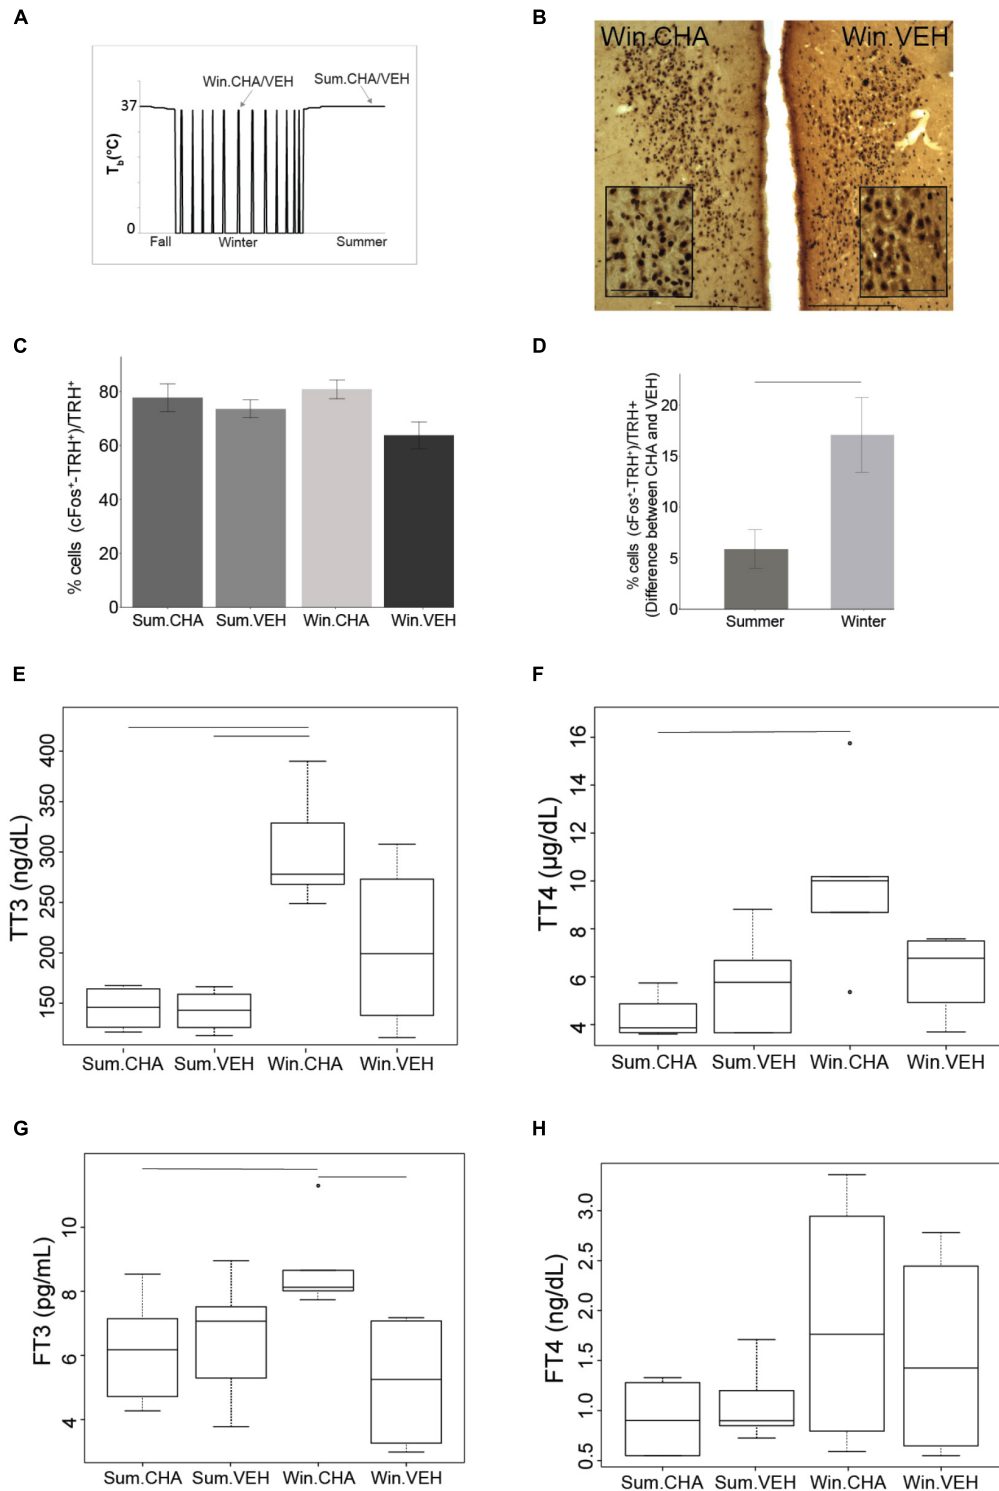 A
B
Win.CHA/VEH
Sum.CHA/VEH
37
0
Tb(°C)
Fall
Winter
Summer
Win.CHA
Win.VEH
C
D
% cells (cFos⁺-TRH⁺)/TRH⁺
80
60
40
20
0
Sum.CHA
Sum.VEH
Win.CHA
Win.VEH
% cells (cFos⁺-TRH⁺)/TRH+
(Difference between CHA and VEH)
20
15
10
5
0
Summer
Winter
E
F
TT3 (ng/dL)
400
350
300
250
200
150
Sum.CHA
Sum.VEH
Win.CHA
Win.VEH
TT4 (µg/dL)
16
14
12
10
8
6
4
Sum.CHA
Sum.VEH
Win.CHA
Win.VEH
G
H
FT3 (pg/mL)
10
8
6
4
Sum.CHA
Sum.VEH
Win.CHA
Win.VEH
FT4 (ng/dL)
3.0
2.5
2.0
1.5
1.0
0.5
Sum.CHA
Sum.VEH
Win.CHA
Win.VEH